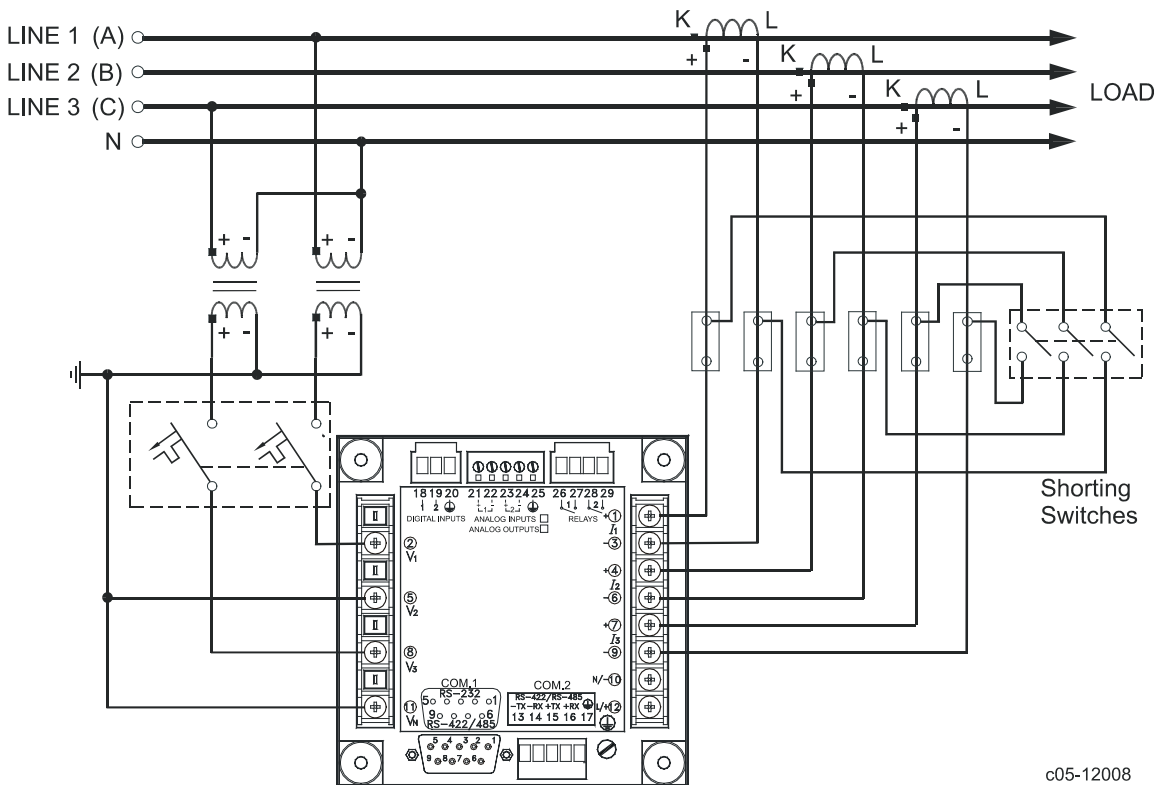 K L
LINE 1 (A)
+ -
K L
LINE 2 (B)
+ -
K L
LINE 3 (C)
+ -
LOAD
N
+ - + -
+ - + -
Shorting
Switches
18 19 20 21 22 23 24 25 26 27 28 29
1 2 1 2 1 2
DIGITAL INPUTS ANALOG INPUTS RELAYS
ANALOG OUTPUTS
+1
I1
2
V1
-3
+4
I2
5
V2
-6
+7
I3
8
V3
-9
N/-10
11
VN
L/+12
COM.1
RS-232
5 1
9 6
RS-422/485
COM.2
RS-422/RS-485
-TX -RX +TX +RX
13 14 15 16 17
5 4 3 2 1
9 8 7 6
c05-12008